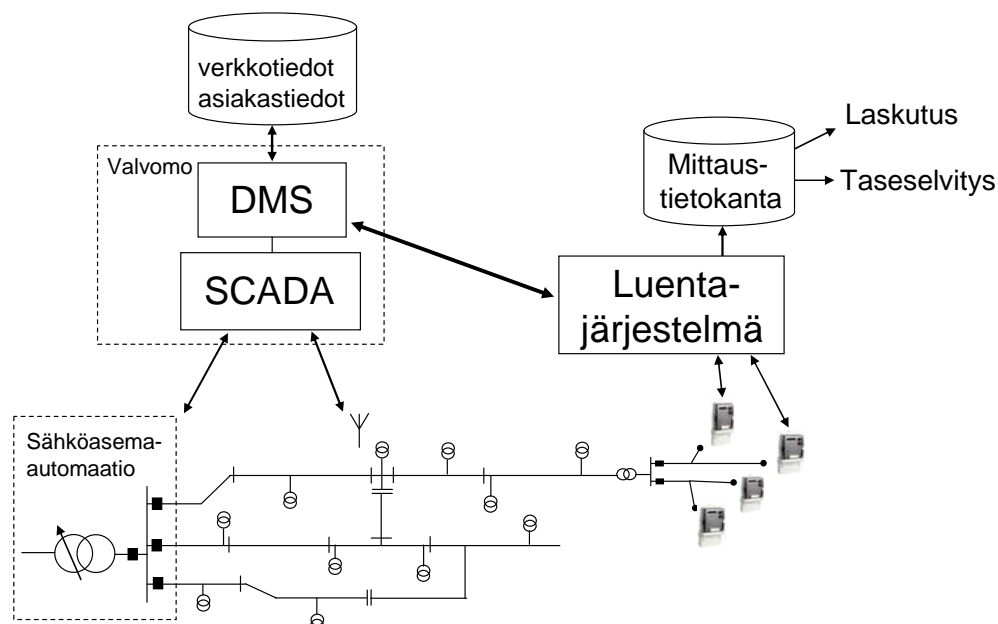 verkkotiedot
asiakastiedot
Valvomo
DMS
SCADA
Mittaus-
tietokanta
Laskutus
Taseselvitys
Luenta-
järjestelmä
Sähköasema-
automaatio